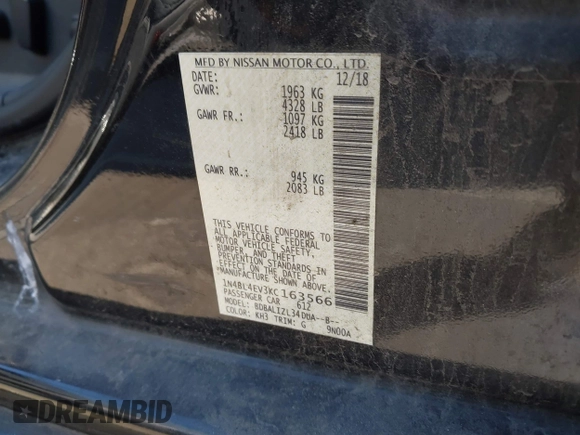 MFD BY NISSAN MOTOR CO., LTD.
DATE: 12/18
GVWR: 1963 KG
4328 LB
GAWR FR.: 1097 KG
2418 LB
GAWR RR.: 945 KG
2083 LB
THIS VEHICLE CONFORMS TO
ALL APPLICABLE FEDERAL
MOTOR VEHICLE SAFETY,
BUMPER, AND THEFT
PREVENTION STANDARDS IN
EFFECT ON THE DATE OF
MANUFACTURE SHOWN ABOVE.
1N4BL4EV3KC163566
PASSENGER CAR 612
MODEL: BDBALIZL34DUA--B--
COLOR: KH3 TRIM: G 9N00A
DREAMBID